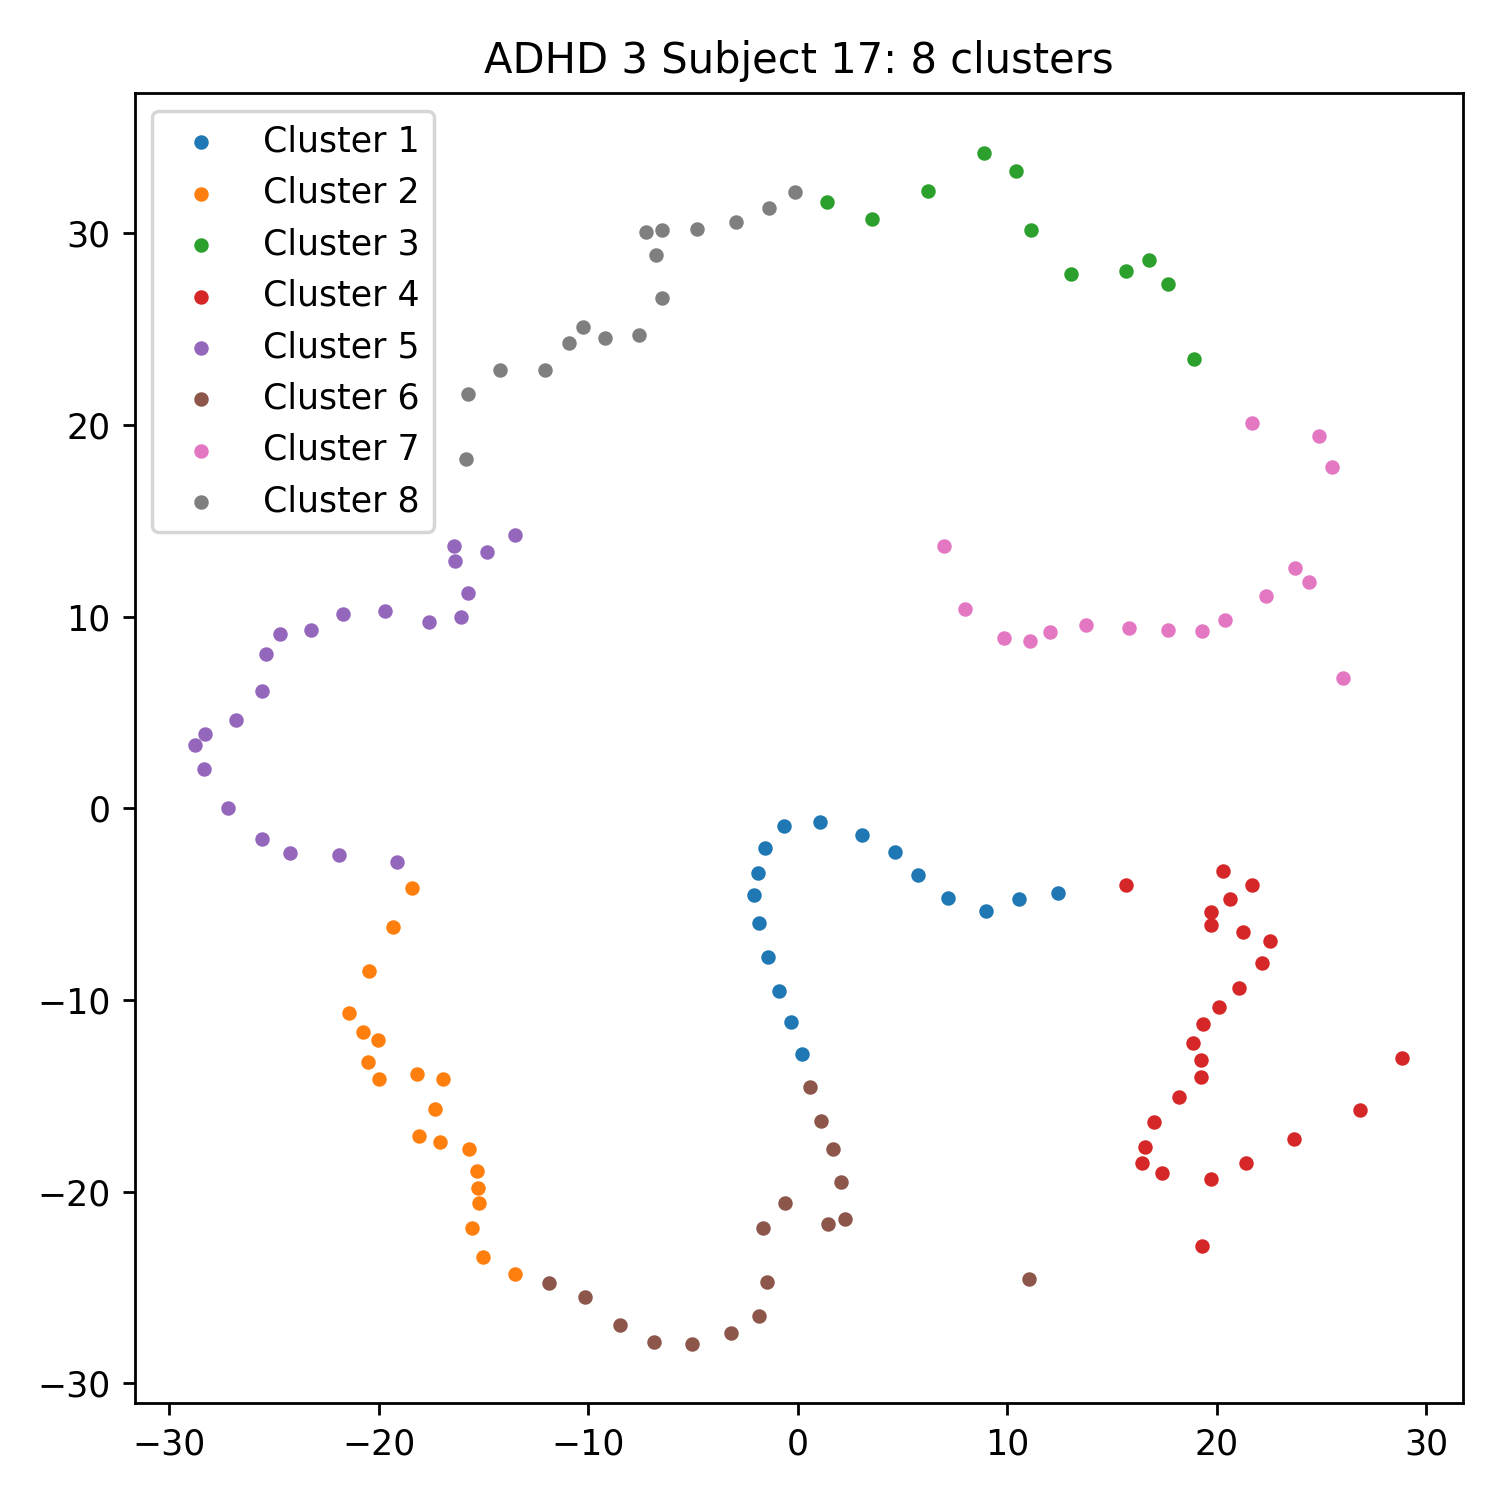 ADHD 3 Subject 17: 8 clusters
Cluster 1
Cluster 2
Cluster 3
Cluster 4
Cluster 5
Cluster 6
Cluster 7
Cluster 8
30
20
10
0
−10
−20
−30
−30 −20 −10 0 10 20 30